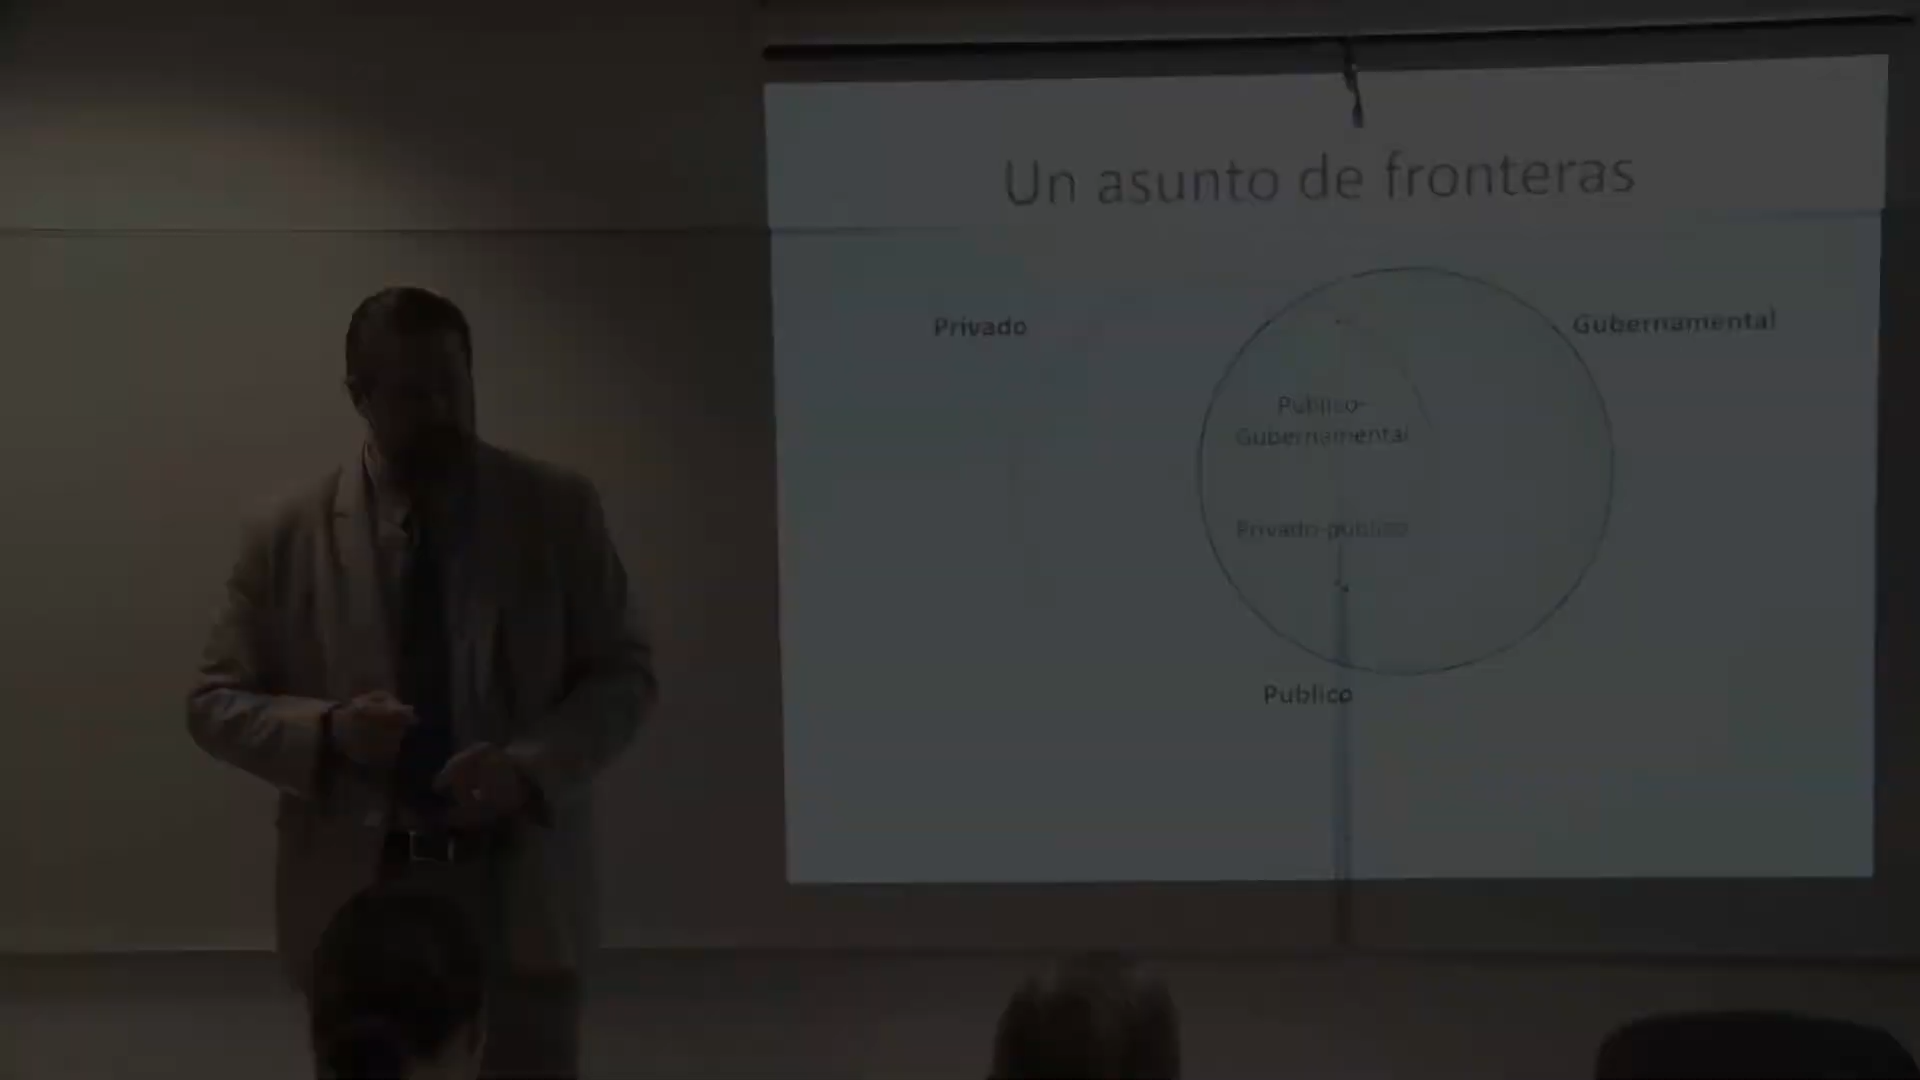 Un asunto de fronteras
Privado
Gubernamental
Publico-
Gubernamental
Privado-publico
Publico